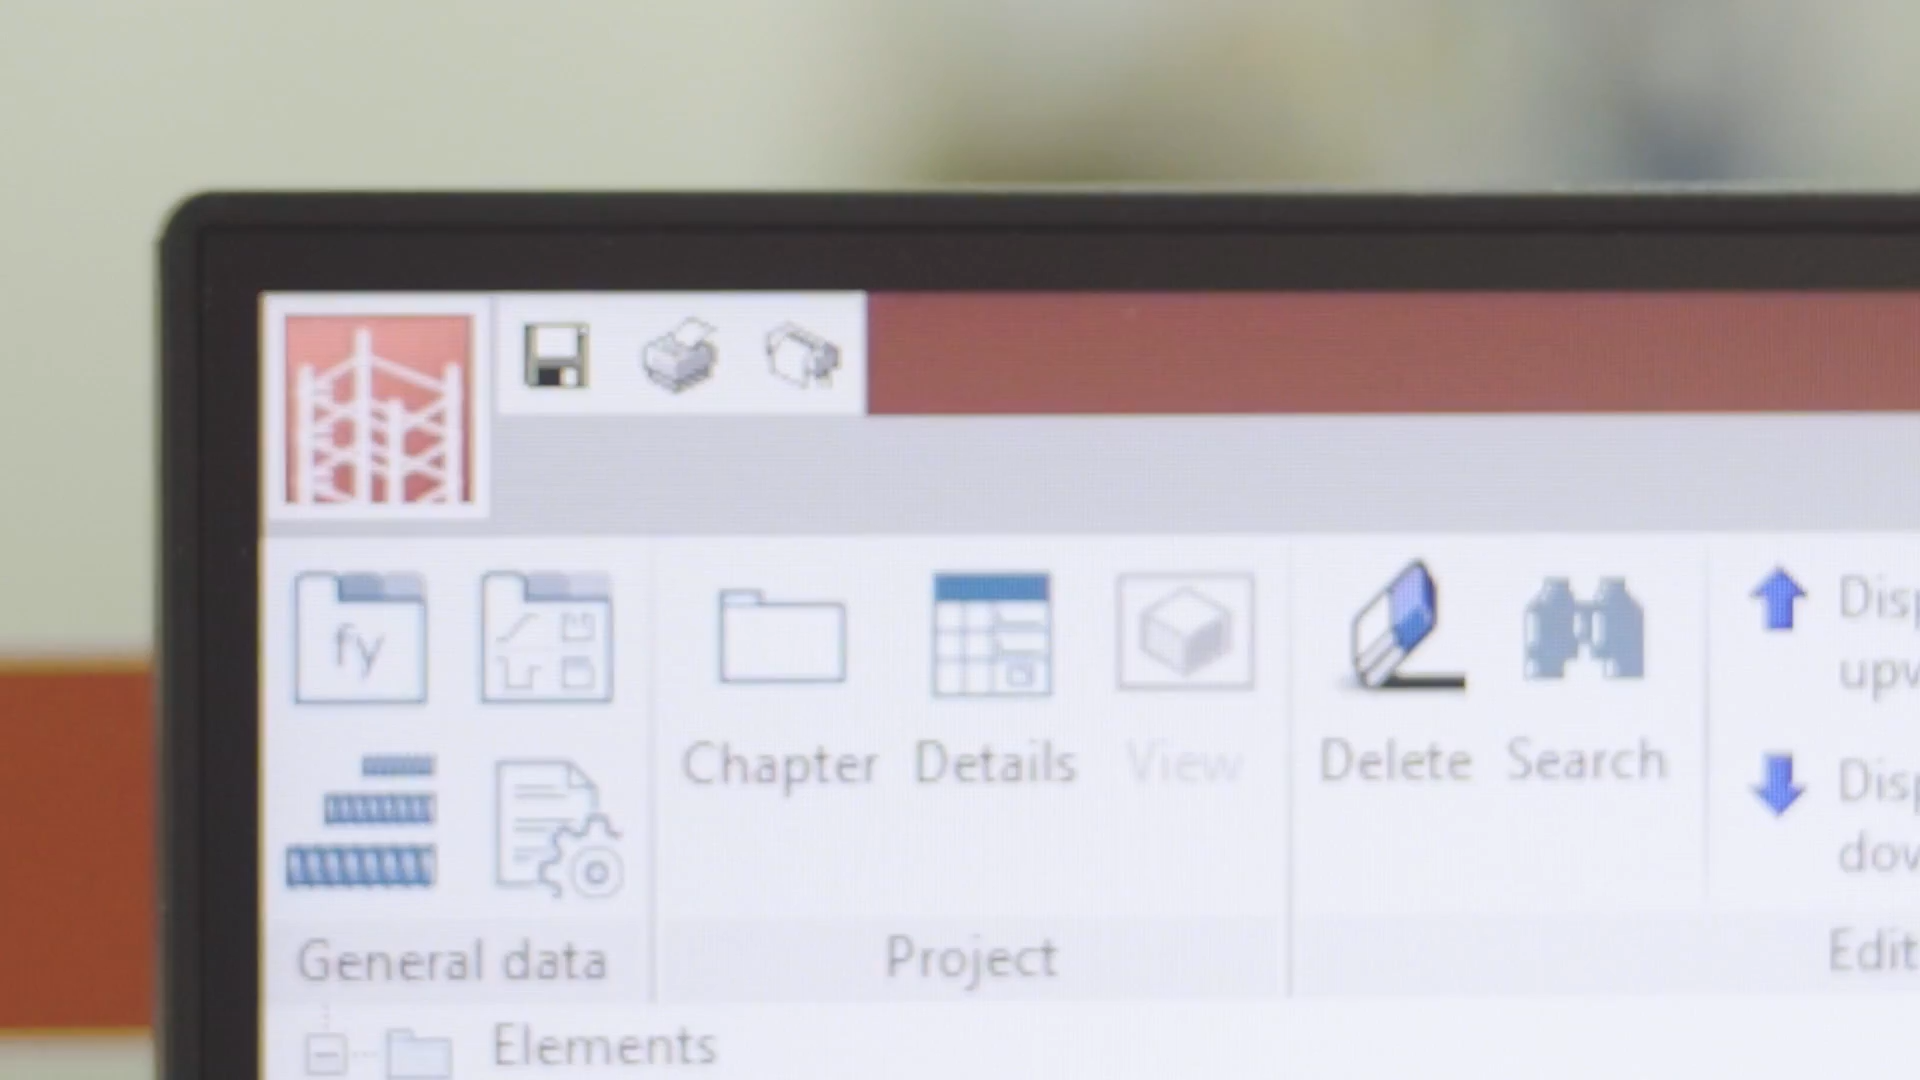 fy
Chapter
Details
View
Delete
Search
General data
Project
Elements